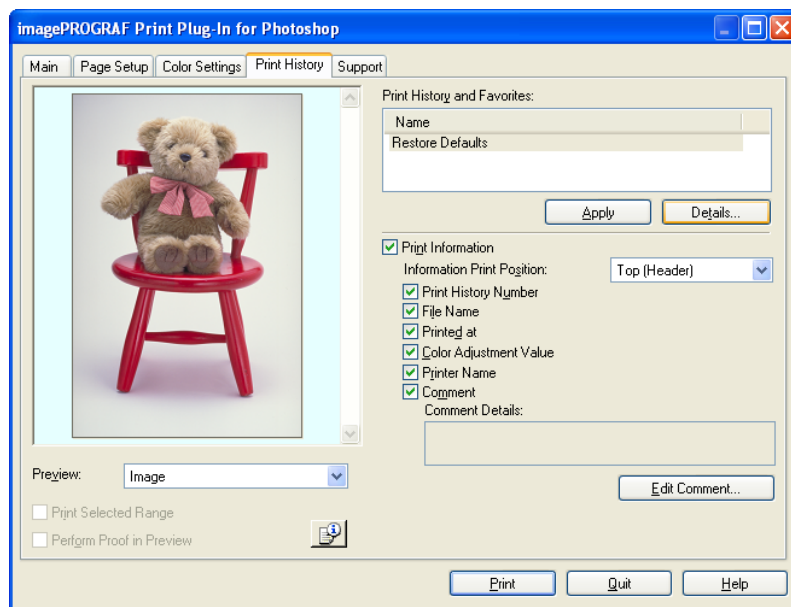 imagePROGRAF Print Plug-In for Photoshop
Main Page Setup Color Settings Print History Support
Print History and Favorites:
Name
Restore Defaults
Apply Details...
Print Information
Information Print Position: Top (Header)
Print History Number
File Name
Printed at
Color Adjustment Value
Printer Name
Comment
Comment Details:
Edit Comment...
Preview: Image
Print Selected Range
Perform Proof in Preview
Print Quit Help